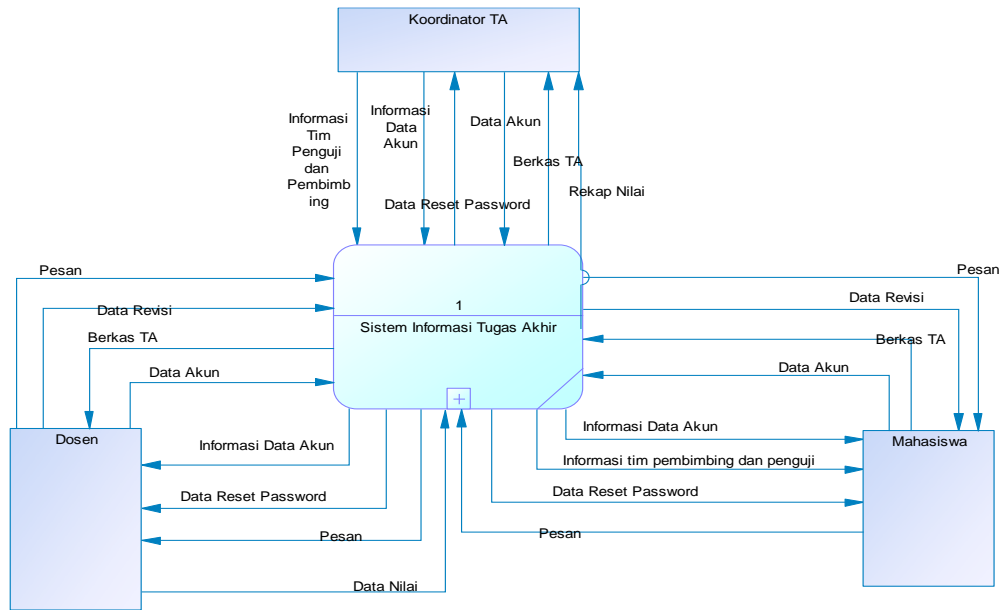 Koordinator TA
Informasi
Tim
Penguji
dan
Pembimb
ing
Informasi
Data
Akun
Data Akun
Berkas TA
Rekap Nilai
Data Reset Password
Pesan
Data Revisi
Berkas TA
Data Akun
1
Sistem Informasi Tugas Akhir
Pesan
Data Revisi
Berkas TA
Data Akun
Dosen
Informasi Data Akun
Data Reset Password
Pesan
Data Nilai
Informasi Data Akun
Informasi tim pembimbing dan penguji
Data Reset Password
Pesan
Mahasiswa